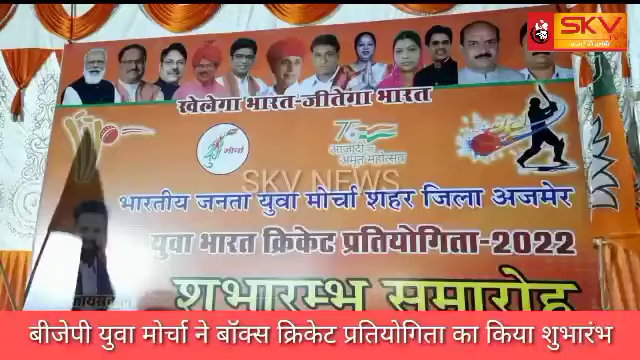 SKV
खेलेगा भारत-जीतेगा भारत
युवा मोर्चा
75
आज़ादी का
अमृत महोत्सव
SKV NEWS
भारतीय जनता युवा मोर्चा शहर जिला अजमेर
युवा भारत क्रिकेट प्रतियोगिता-2022
शुभारम्भ समारोह
बीजेपी युवा मोर्चा ने बॉक्स क्रिकेट प्रतियोगिता का किया शुभारंभ